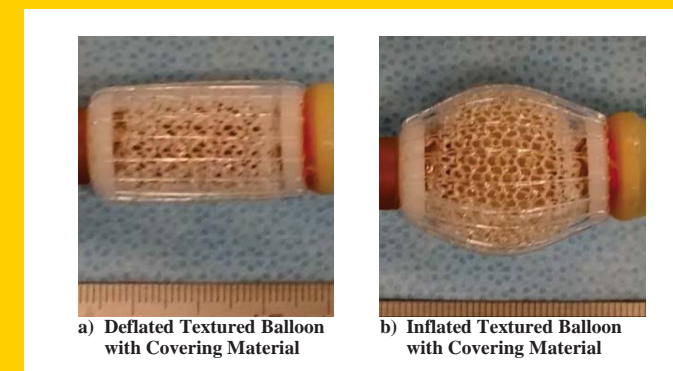 a) Deflated Textured Balloon
with Covering Material
b) Inflated Textured Balloon
with Covering Material